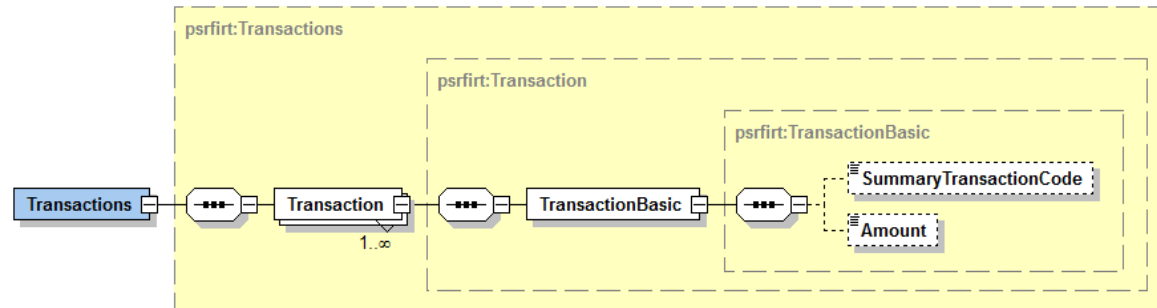 psrfirt:Transactions
psrfirt:Transaction
psrfirt:TransactionBasic
SummaryTransactionCode
Transactions
Transaction
TransactionBasic
1..∞
Amount